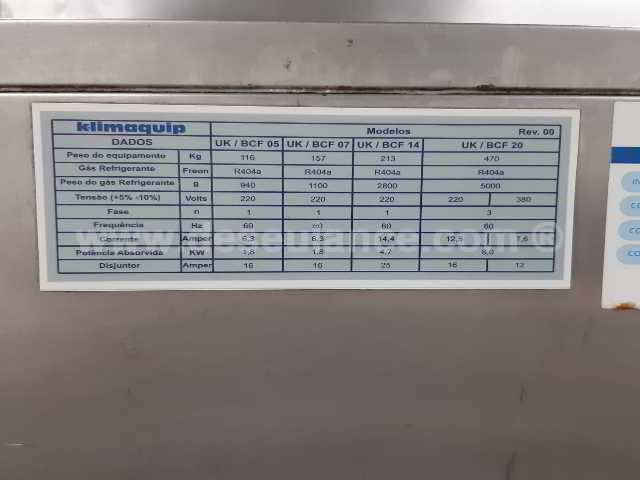 klimaquip Modelos Rev. 00
DADOS UK / BCF 05 UK / BCF 07 UK / BCF 14 UK / BCF 20
Peso do equipamento Kg 116 157 213 470
Gás Refrigerante Freon R404a R404a R404a R404a
Peso do gás Refrigerante g 940 1100 2800 5000
Tensão (+5% -10%) Volts 220 220 220 220 380
Fase n 1 1 1 3
Frequência Hz 60 60 60 60
Corrente Amper 6,3 6,3 14,4 12,5 7,6
Potência Absorvida KW 1,8 1,8 4,7 8,0
Disjuntor Amper 16 16 25 16 12